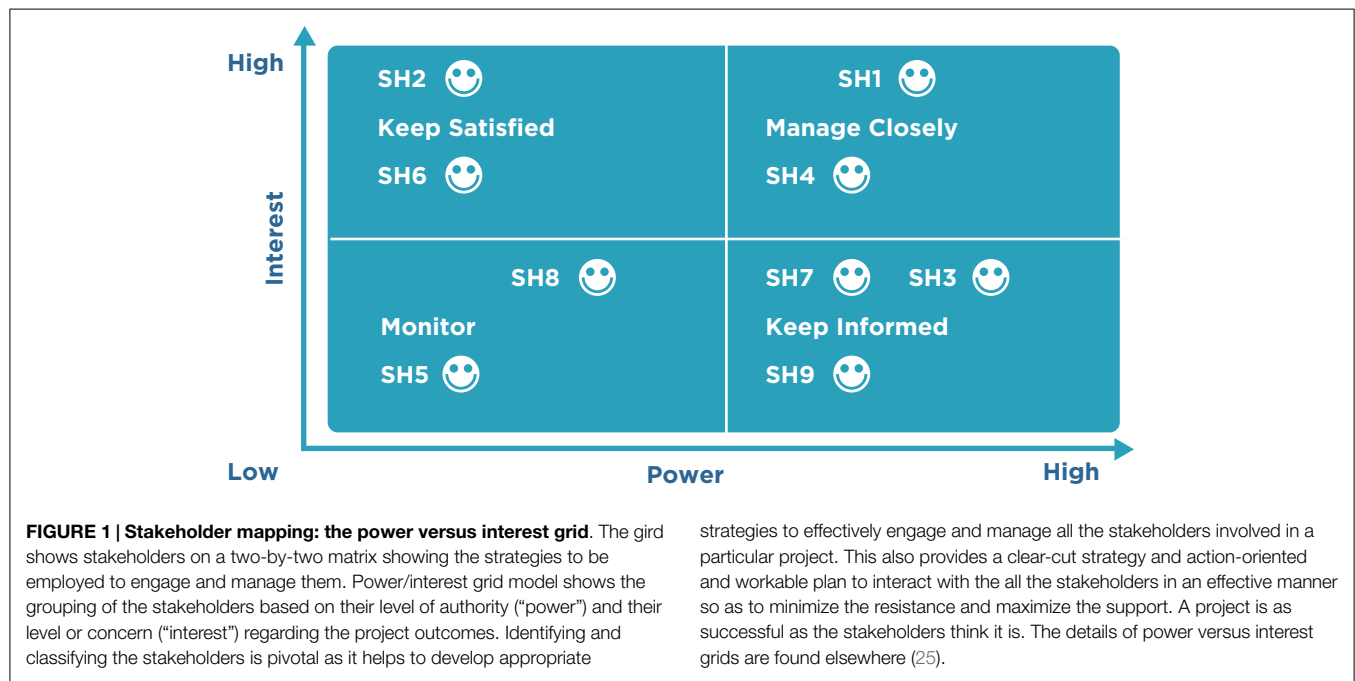 High
SH2
SH1
Keep Satisfied
Manage Closely
SH6
SH4
Interest
SH8
SH7
SH3
Monitor
Keep Informed
SH5
SH9
Low
Power
High
FIGURE 1 | Stakeholder mapping: the power versus interest grid. The gird
shows stakeholders on a two-by-two matrix showing the strategies to be
employed to engage and manage them. Power/interest grid model shows the
grouping of the stakeholders based on their level of authority (“power”) and their
level or concern (“interest”) regarding the project outcomes. Identifying and
classifying the stakeholders is pivotal as it helps to develop appropriate
strategies to effectively engage and manage all the stakeholders involved in a
particular project. This also provides a clear-cut strategy and action-oriented
and workable plan to interact with the all the stakeholders in an effective manner
so as to minimize the resistance and maximize the support. A project is as
successful as the stakeholders think it is. The details of power versus interest
grids are found elsewhere (25).